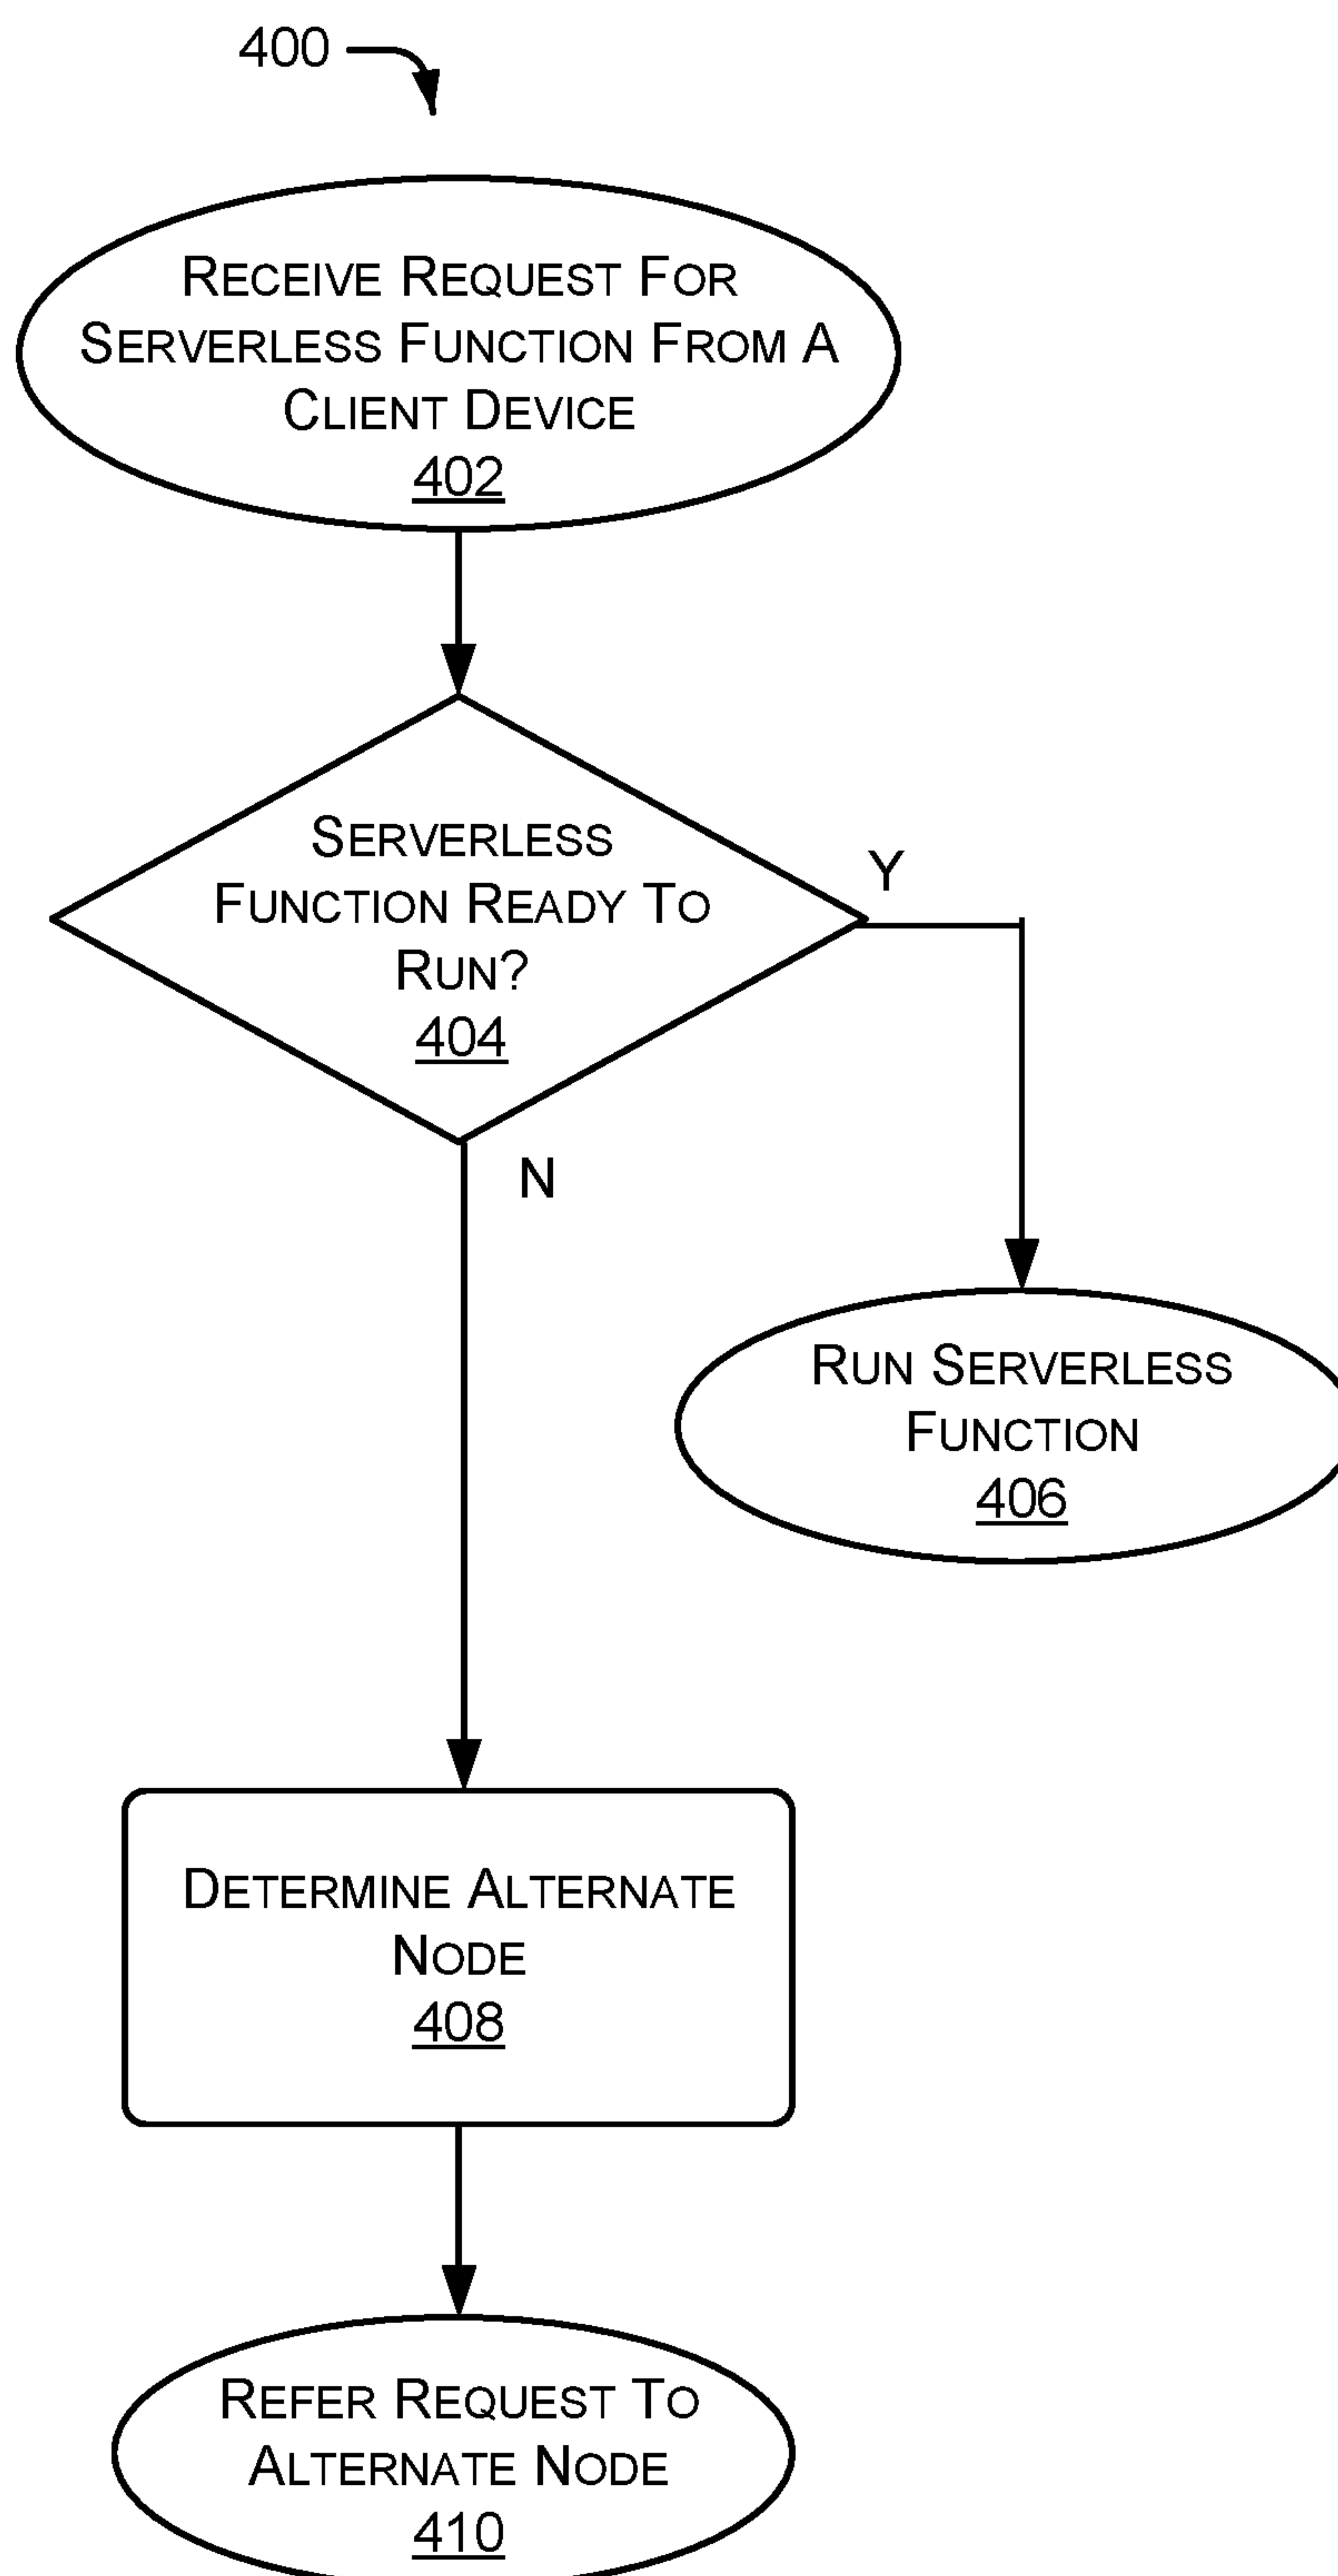 400
RECEIVE REQUEST FOR
SERVERLESS FUNCTION FROM A
CLIENT DEVICE
402
SERVERLESS
FUNCTION READY TO
RUN?
404
Y
N
RUN SERVERLESS
FUNCTION
406
DETERMINE ALTERNATE
NODE
408
REFER REQUEST TO
ALTERNATE NODE
410